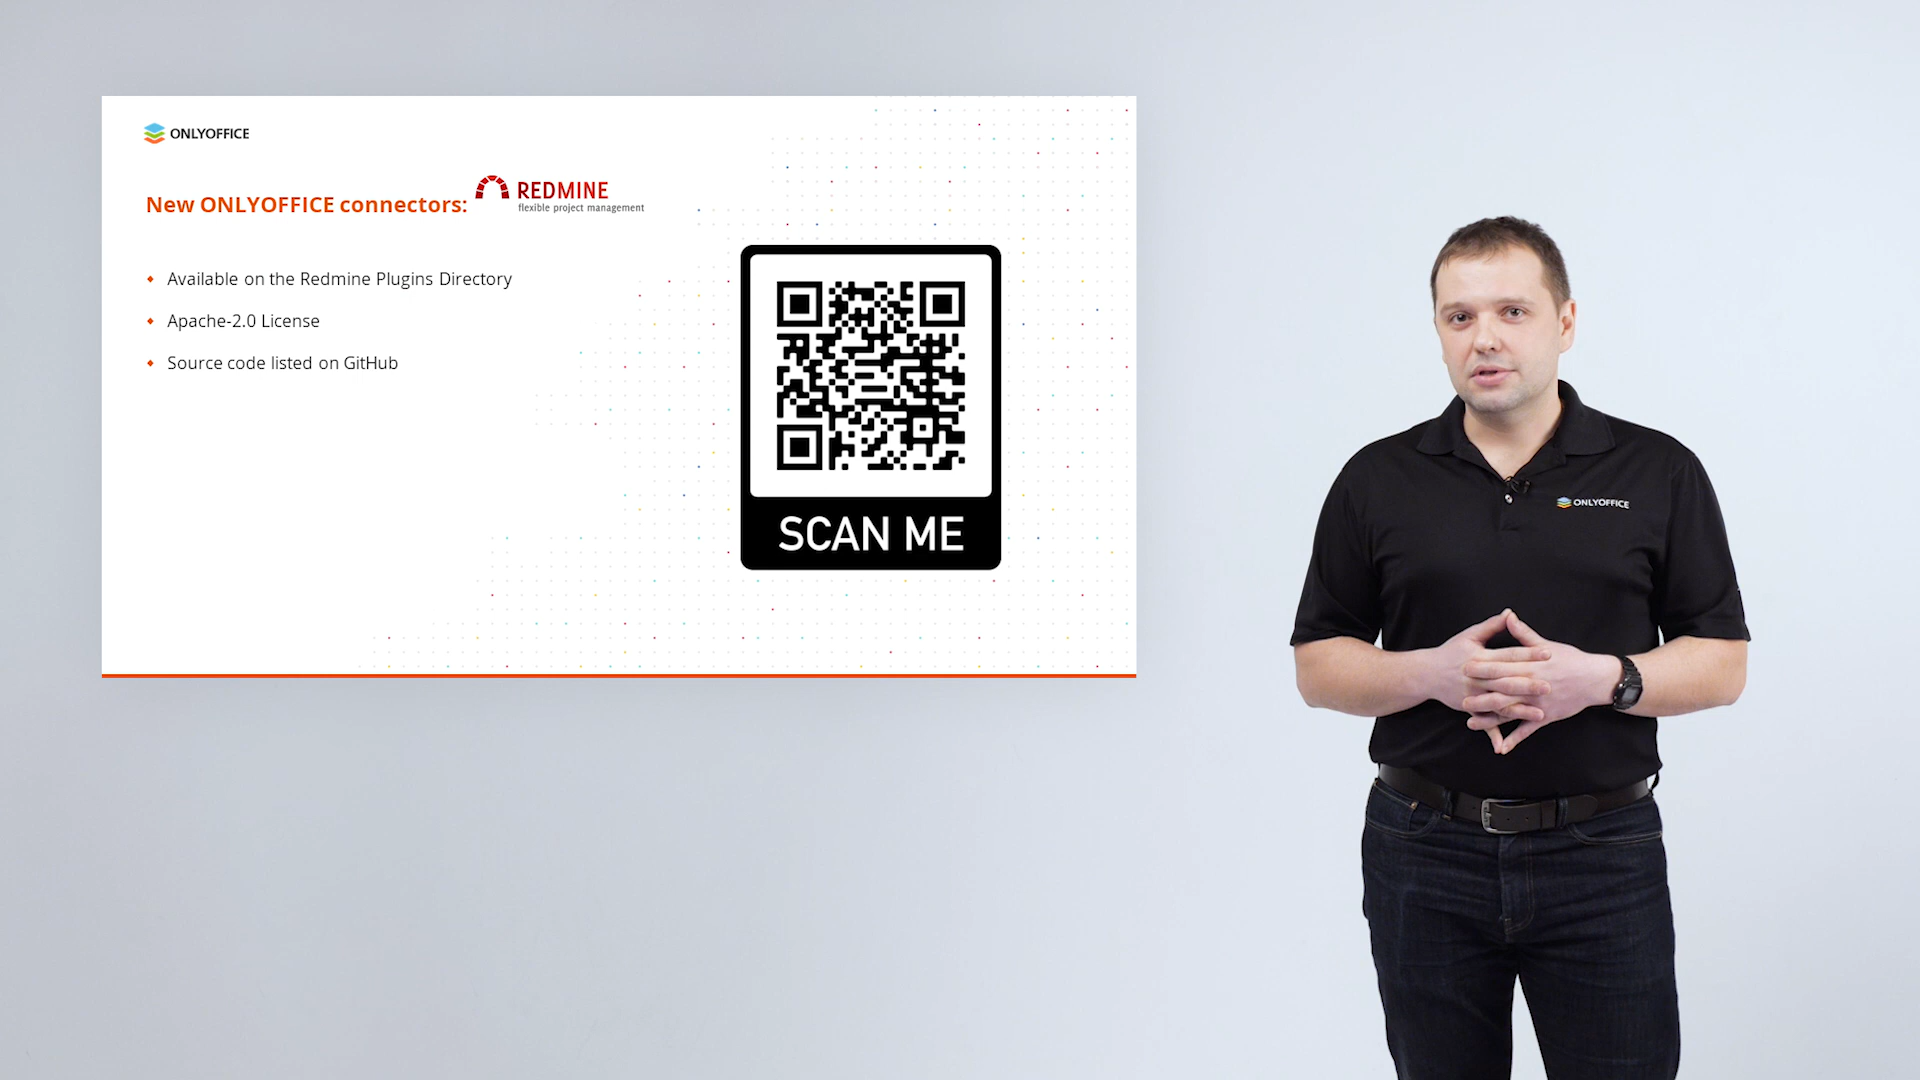 ONLYOFFICE
New ONLYOFFICE connectors: REDMINE
flexible project management
Available on the Redmine Plugins Directory
Apache-2.0 License
Source code listed on GitHub
SCAN ME
ONLYOFFICE